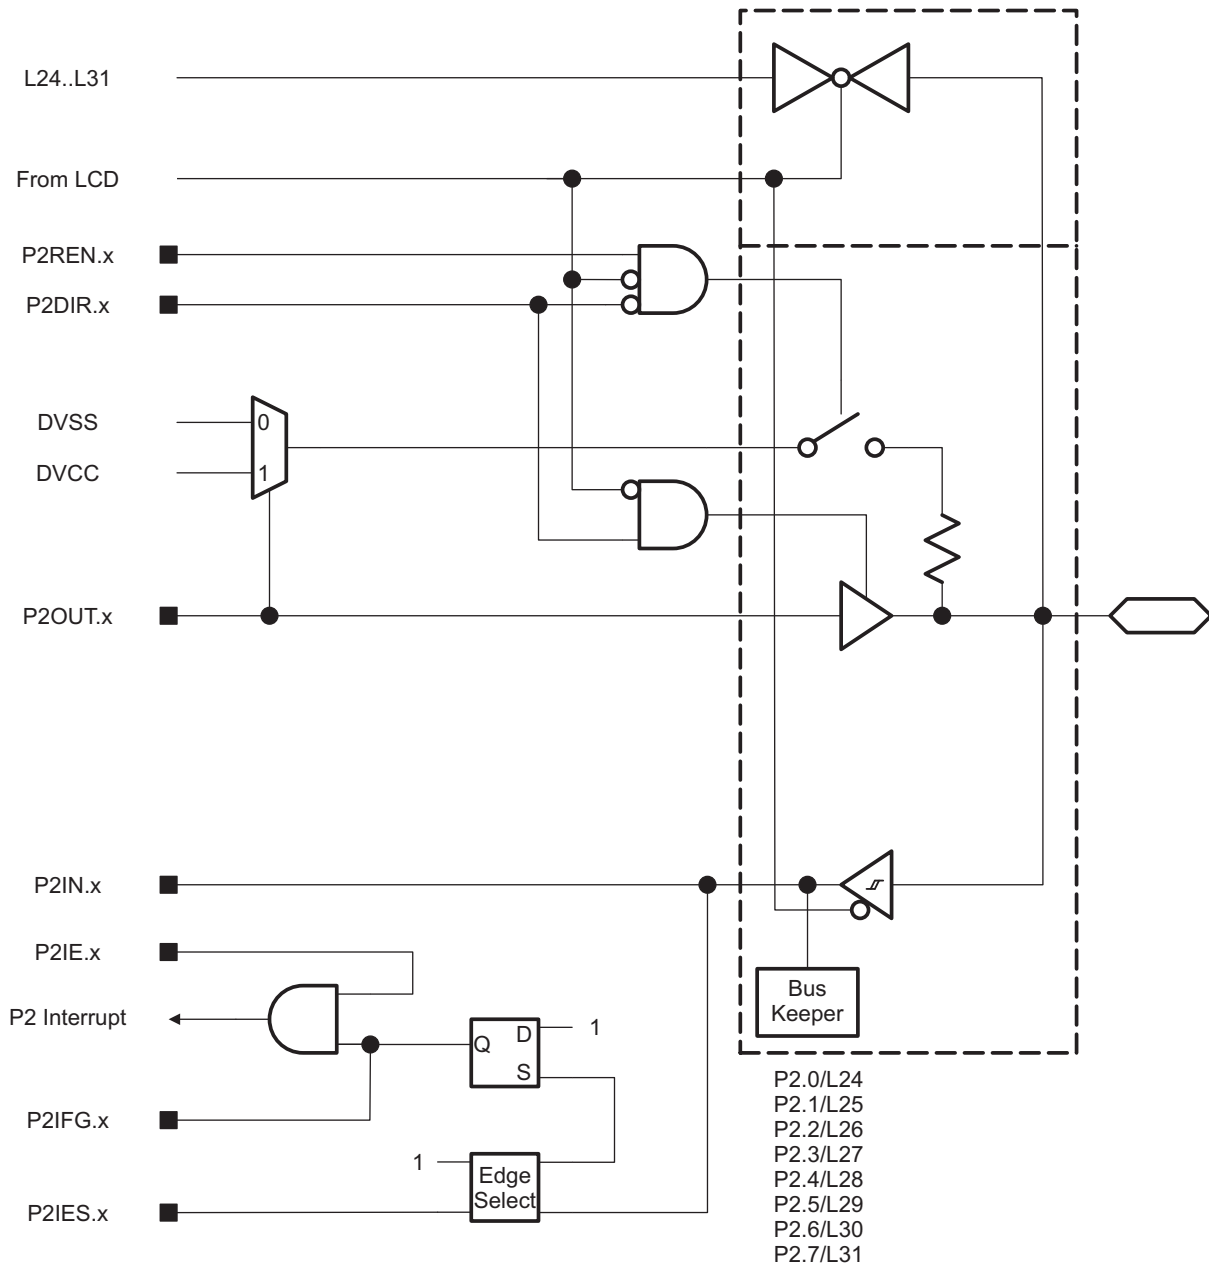 L24..L31
From LCD
P2REN.x
P2DIR.x
DVSS
0
DVCC
1
P2OUT.x
P2IN.x
P2IE.x
Bus
Keeper
P2 Interrupt
D
1
Q
S
P2IFG.x
1
Edge
Select
P2IES.x
P2.0/L24
P2.1/L25
P2.2/L26
P2.3/L27
P2.4/L28
P2.5/L29
P2.6/L30
P2.7/L31